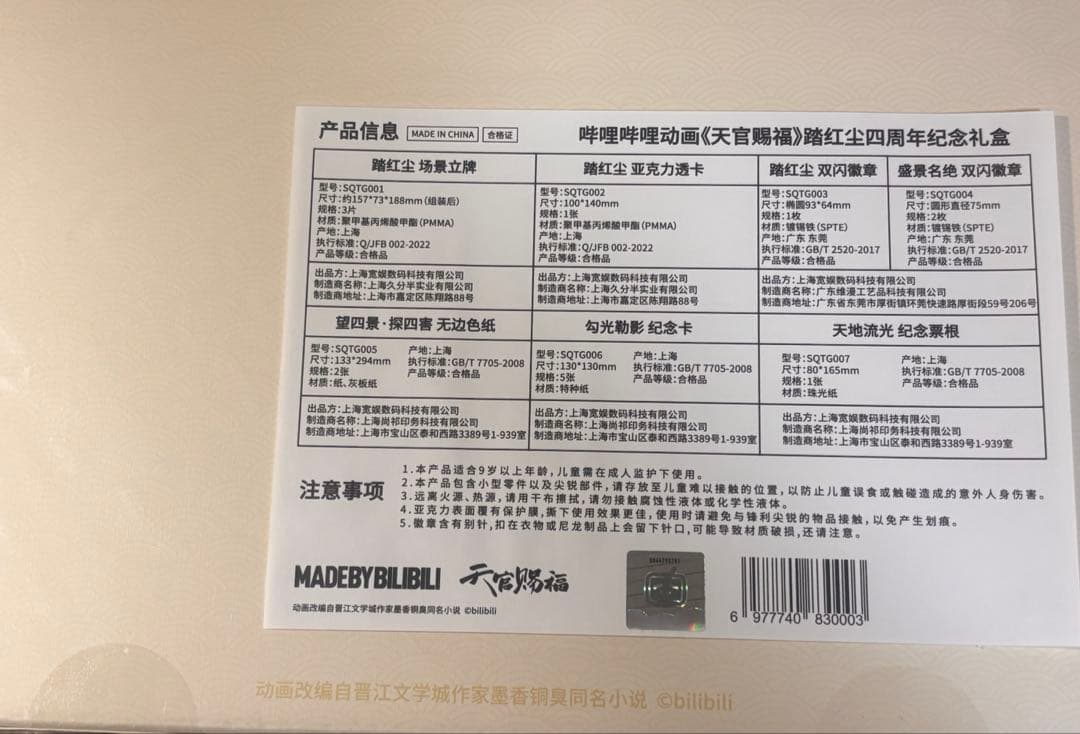 产品信息 MADE IN CHINA 合格证 哔哩哔哩动画《天官赐福》踏红尘四周年纪念礼盒
踏红尘 场景立牌
型号:SQTG001
尺寸:约157*73*188mm(组装后)
规格:3片
材质:聚甲基丙烯酸甲酯(PMMA)
产地:上海
执行标准:Q/JFB 002-2022
产品等级:合格品
出品方:上海宽娱数码科技有限公司
制造商名称:上海久分半实业有限公司
制造商地址:上海市嘉定区陈翔路88号
踏红尘 亚克力透卡
型号:SQTG002
尺寸:100*140mm
规格:1张
材质:聚甲基丙烯酸甲酯(PMMA)
产地:上海
执行标准:Q/JFB 002-2022
产品等级:合格品
出品方:上海宽娱数码科技有限公司
制造商名称:上海久分半实业有限公司
制造商地址:上海市嘉定区陈翔路88号
踏红尘 双闪徽章
型号:SQTG003
尺寸:椭圆93*64mm
规格:1枚
材质:镀锡铁(SPTE)
产地:广东 东莞
执行标准:GB/T 2520-2017
产品等级:合格品
盛景名绝 双闪徽章
型号:SQTG004
尺寸:圆形直径75mm
规格:2枚
材质:镀锡铁(SPTE)
产地:广东 东莞
执行标准:GB/T 2520-2017
产品等级:合格品
出品方:上海宽娱数码科技有限公司
制造商名称:广东维漫工艺品科技有限公司
制造商地址:广东省东莞市厚街镇环莞快速路厚街段59号206号
望四景·探四害 无边色纸
型号:SQTG005 产地:上海
尺寸:133*294mm 执行标准:GB/T 7705-2008
规格:2张 产品等级:合格品
材质:纸、灰板纸
出品方:上海宽娱数码科技有限公司
制造商名称:上海尚祁印务科技有限公司
制造商地址:上海市宝山区泰和西路3389号1-939室
勾光勒影 纪念卡
型号:SQTG006 产地:上海
尺寸:130*130mm 执行标准:GB/T 7705-2008
规格:5张 产品等级:合格品
材质:特种纸
出品方:上海宽娱数码科技有限公司
制造商名称:上海尚祁印务科技有限公司
制造商地址:上海市宝山区泰和西路3389号1-939室
天地流光 纪念票根
型号:SQTG007 产地:上海
尺寸:80*165mm 执行标准:GB/T 7705-2008
规格:1张 产品等级:合格品
材质:珠光纸
出品方:上海宽娱数码科技有限公司
制造商名称:上海尚祁印务科技有限公司
制造商地址:上海市宝山区泰和西路3389号1-939室
注意事项
1.本产品适合9岁以上年龄,儿童需在成人监护下使用。
2.本产品包含小型零件以及尖锐部件,请存放至儿童难以接触的位置,以防止儿童误食或触碰造成的意外人身伤害。
3.远离火源、热源,请用干布擦拭,请勿接触腐蚀性液体或化学性液体。
4.亚克力表面覆有保护膜,撕下使用效果更佳,使用时请避免与锋利尖锐的物品接触,以免产生划痕。
5.徽章含有别针,扣在衣物或尼龙制品上会留下针口,可能导致材质破损,还请注意。
MADEBYBILIBILI 天官赐福
动画改编自晋江文学城作家墨香铜臭同名小说 ©bilibili
6 977740 830003
动画改编自晋江文学城作家墨香铜臭同名小说 ©bilibili